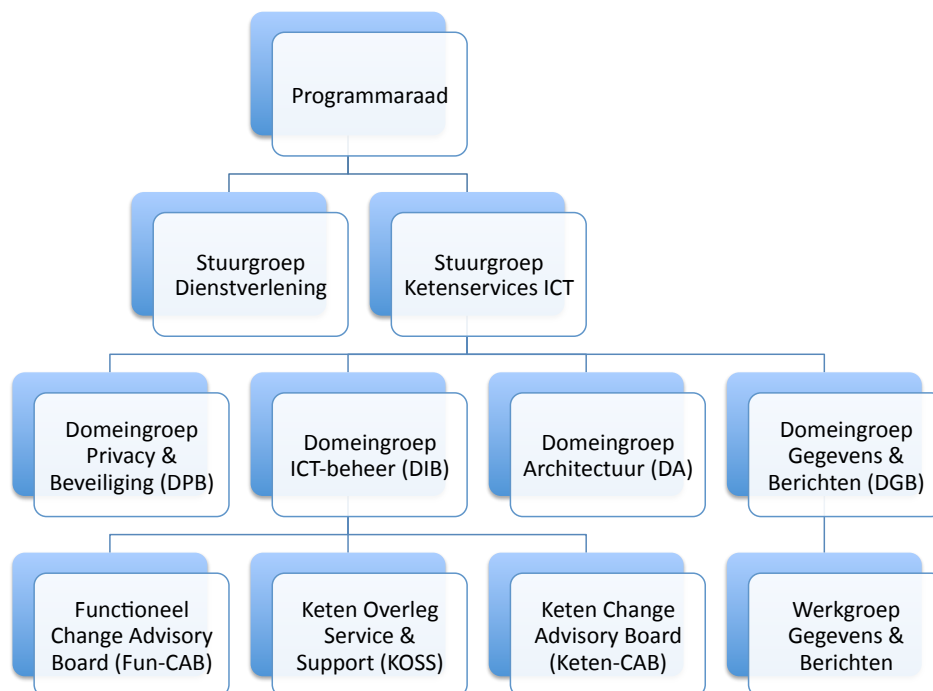 Programmaraad
Stuurgroep
Dienstverlening
Stuurgroep
Ketenservices ICT
Domeingroep
Privacy &
Beveiliging (DPB)
Domeingroep
ICT-beheer (DIB)
Domeingroep
Architectuur (DA)
Domeingroep
Gegevens &
Berichten (DGB)
Functioneel
Change Advisory
Board (Fun-CAB)
Keten Overleg
Service &
Support (KOSS)
Keten Change
Advisory Board
(Keten-CAB)
Werkgroep
Gegevens &
Berichten